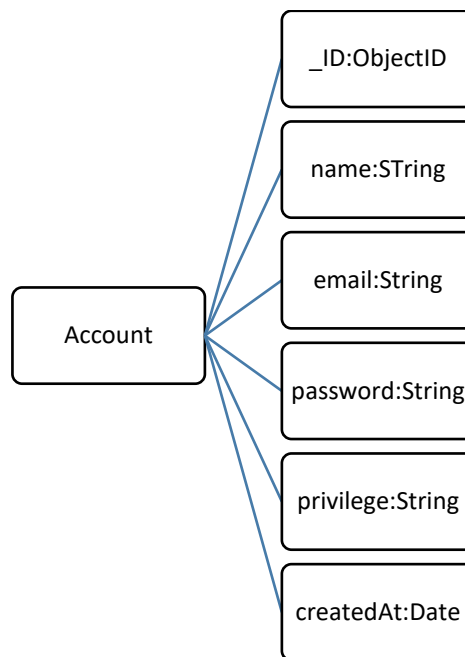 _ID:ObjectID
name:STring
email:String
Account
password:String
privilege:String
createdAt:Date